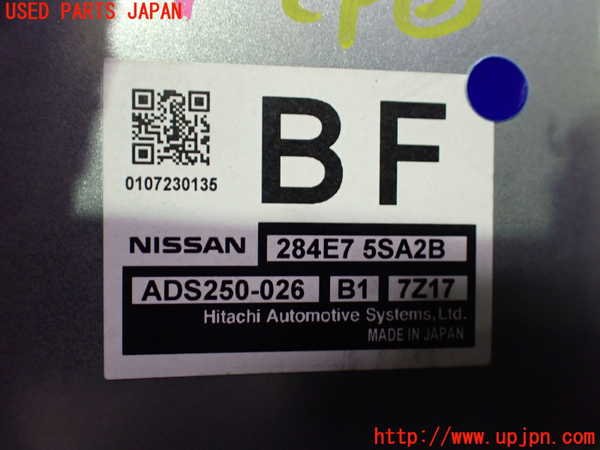 USED PARTS JAPAN
BF
0107230135
NISSAN 284E7 5SA2B
ADS250-026 B1 7Z17
Hitachi Automotive Systems, Ltd.
MADE IN JAPAN
http://www.upjpn.com/